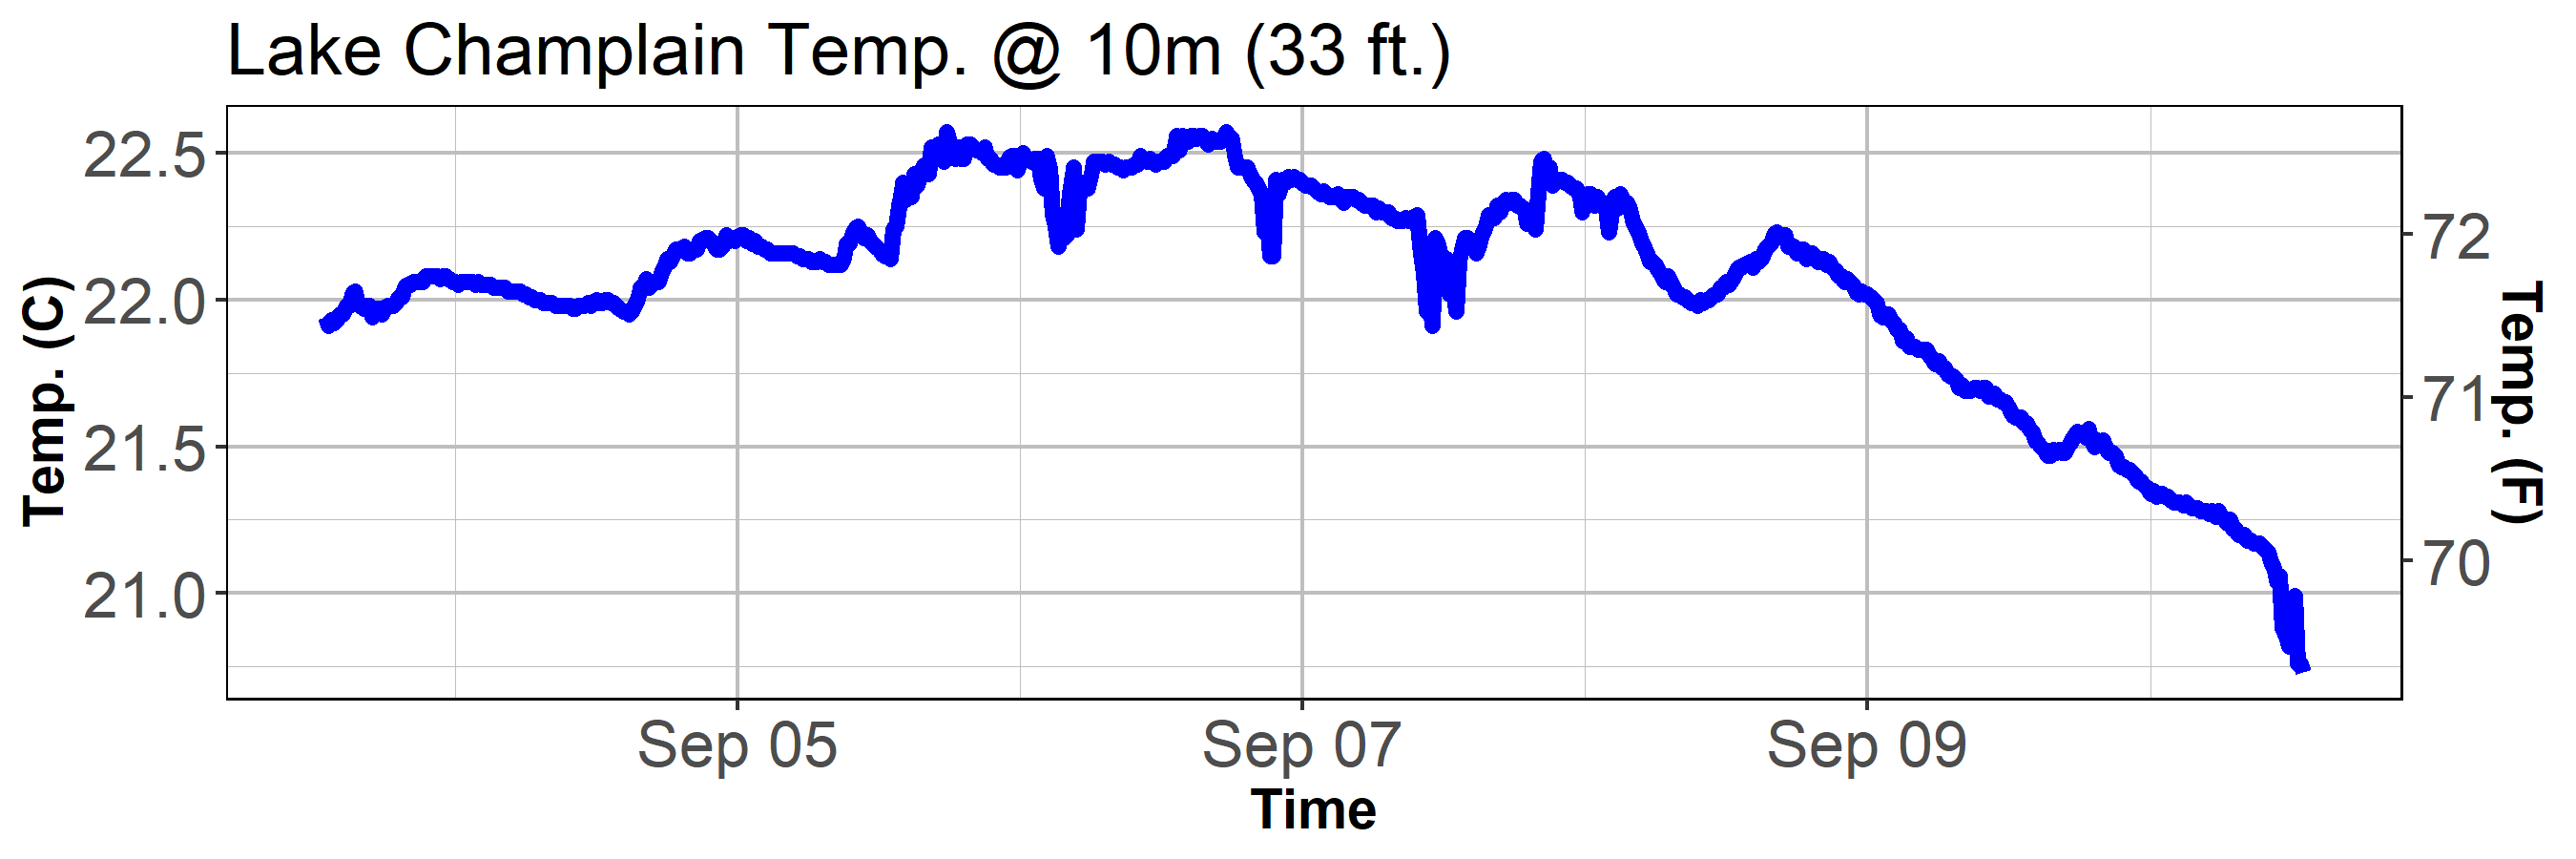 Lake Champlain Temp. @ 10m (33 ft.)
Temp. (C)
22.5
22.0
21.5
21.0
72
71
70
Temp. (F)
Sep 05
Sep 07
Sep 09
Time